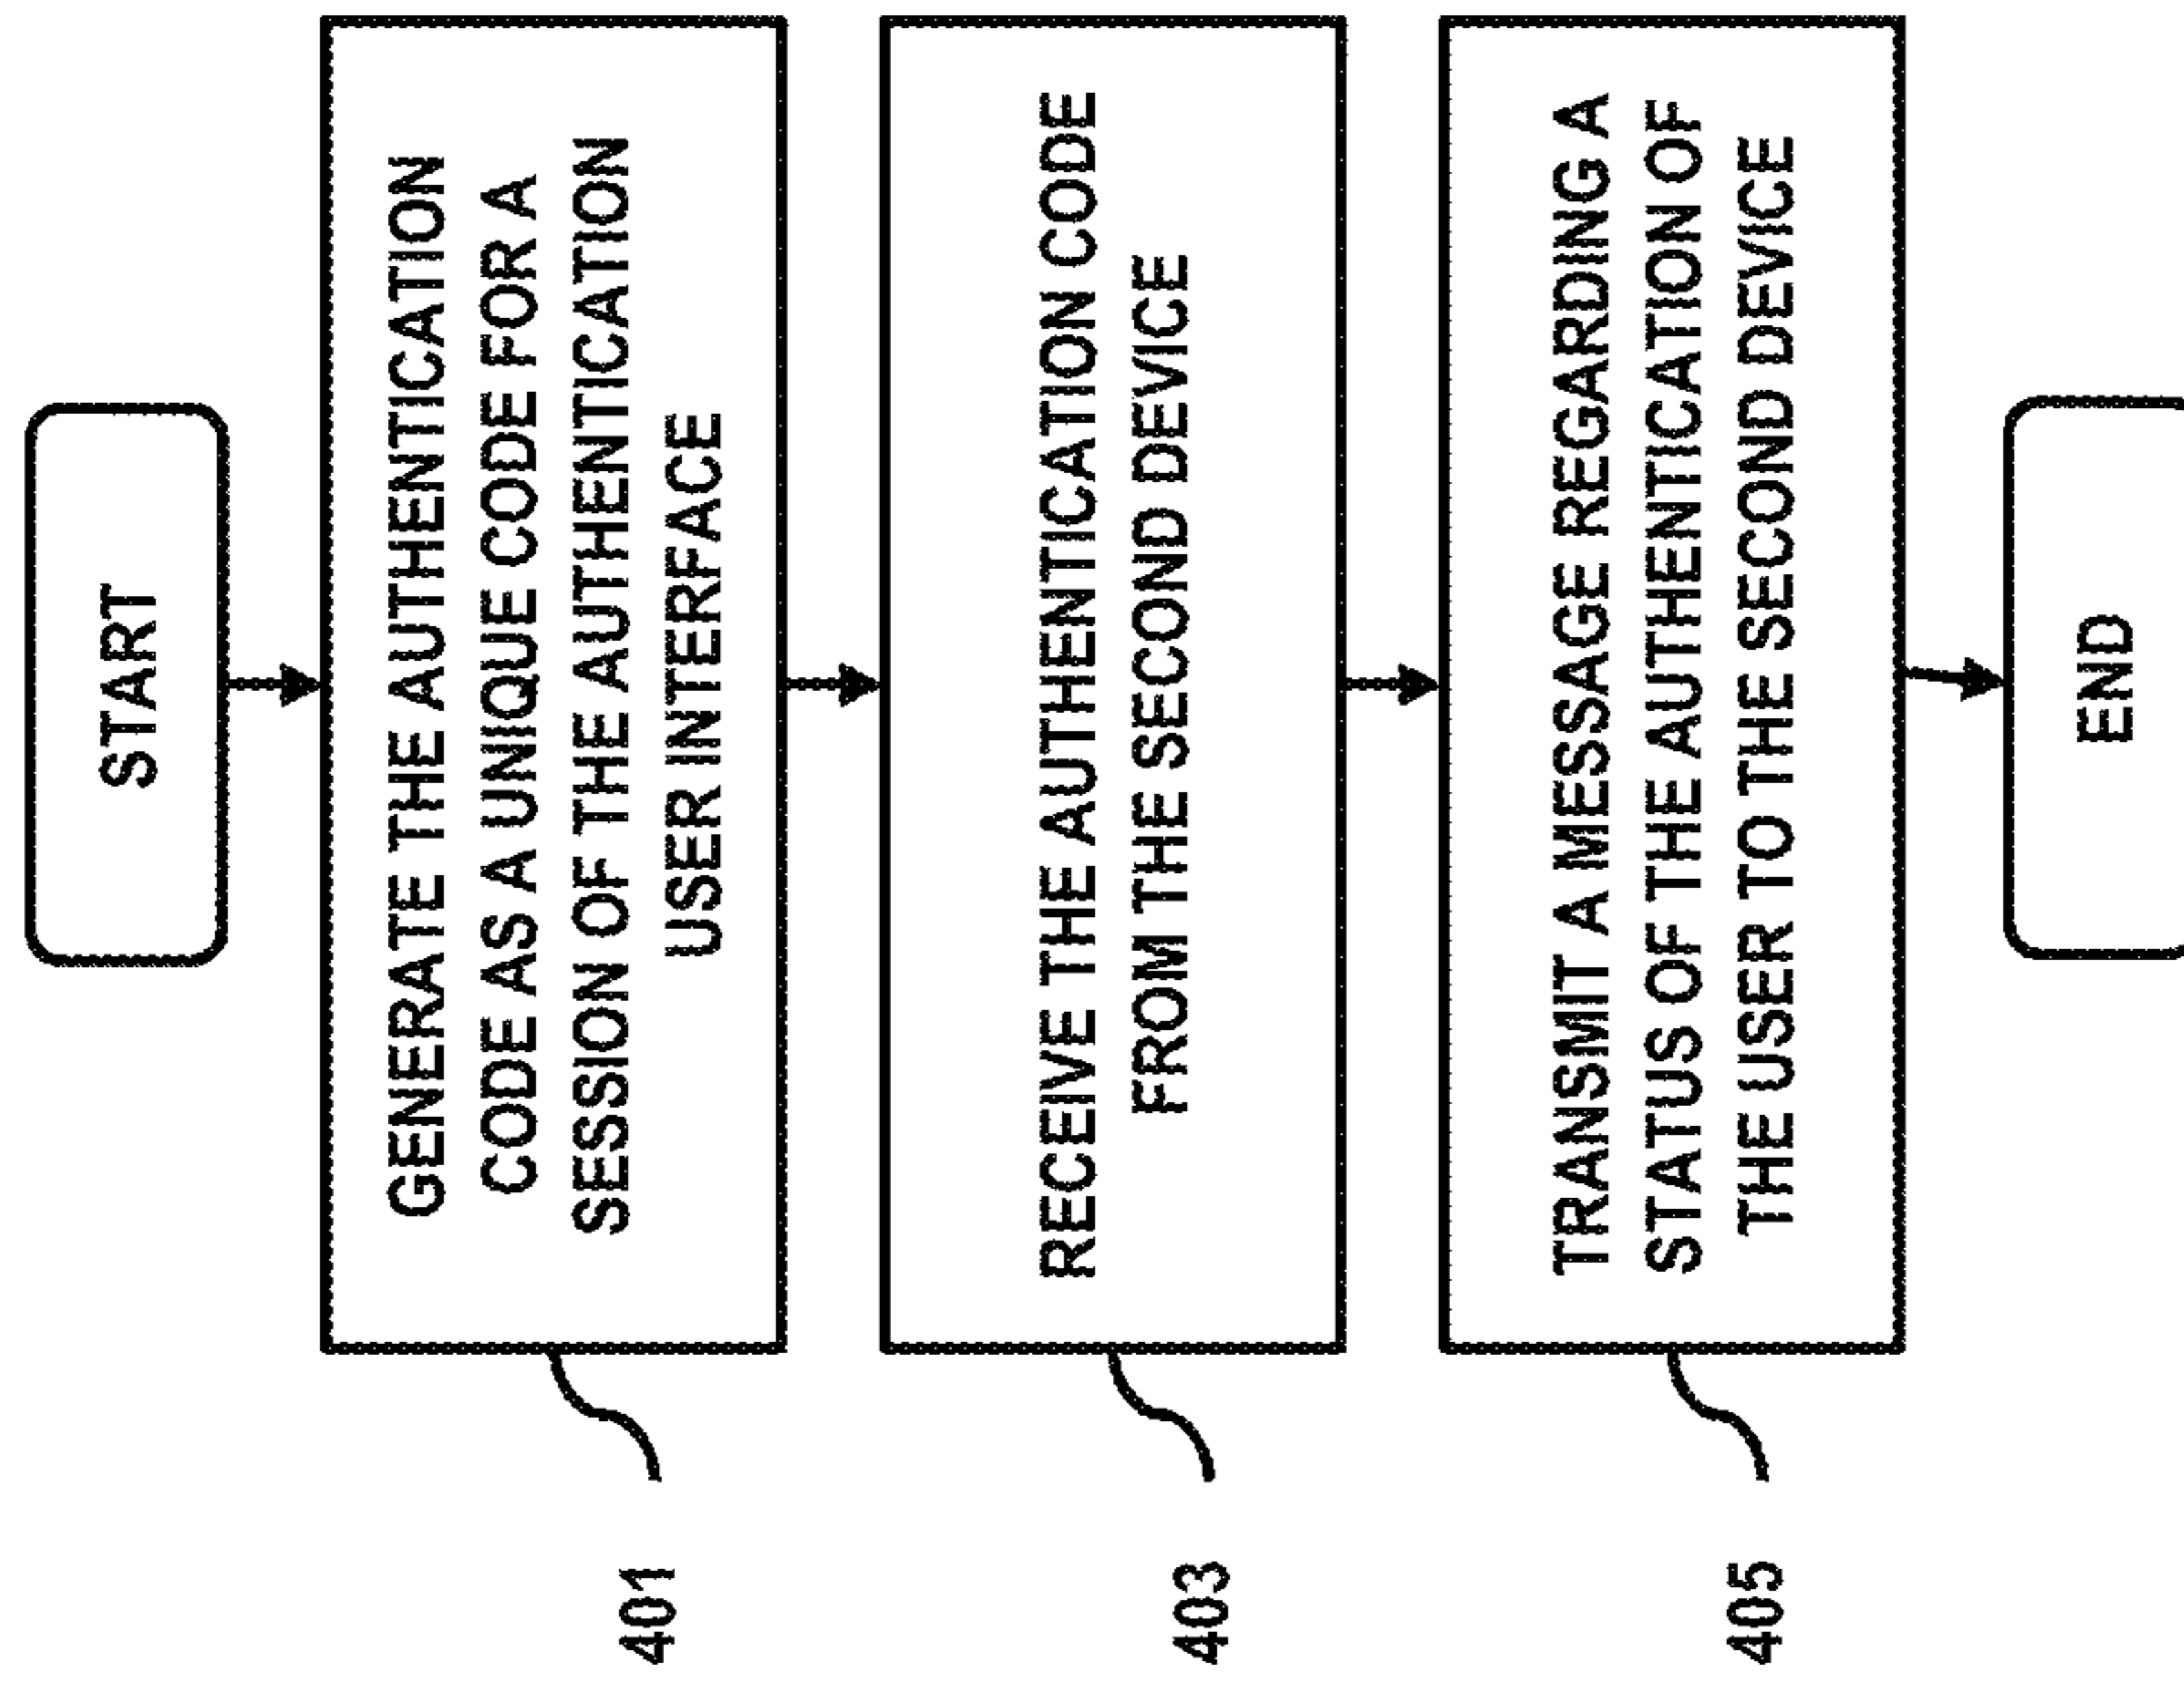 START
GENERATE THE AUTHENTICATION
CODE AS A UNIQUE CODE FOR A
SESSION OF THE AUTHENTICATION
USER INTERFACE
401
RECEIVE THE AUTHENTICATION CODE
FROM THE SECOND DEVICE
403
TRANSMIT A MESSAGE REGARDING A
STATUS OF THE AUTHENTICATION OF
THE USER TO THE SECOND DEVICE
405
END